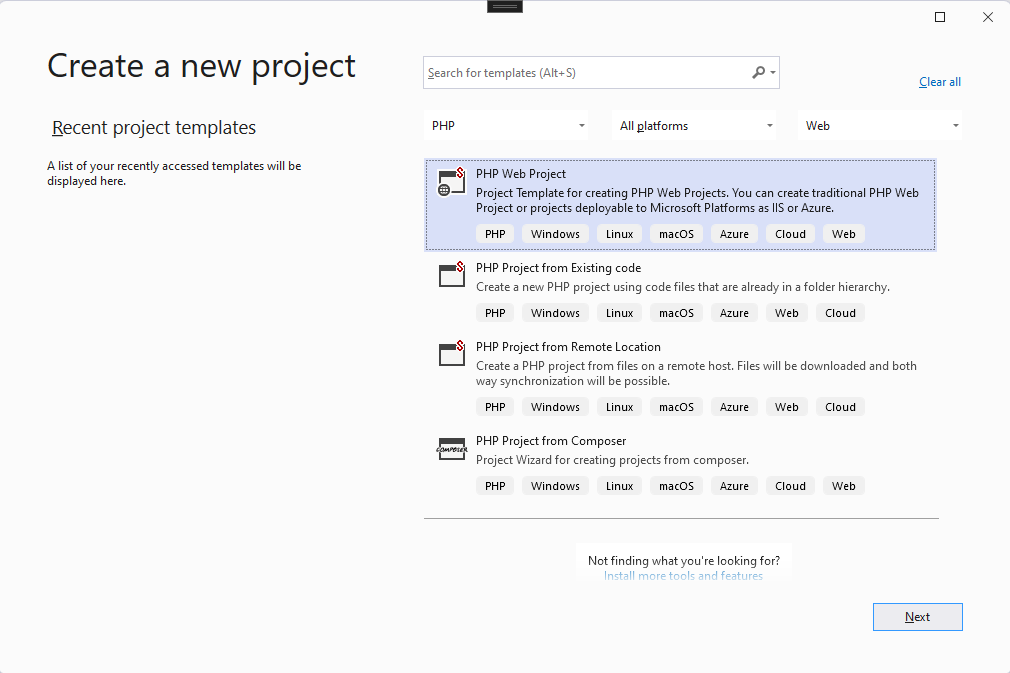 Create a new project
Search for templates (Alt+S)
Clear all
Recent project templates
A list of your recently accessed templates will be
displayed here.
PHP All platforms Web
PHP Web Project
Project Template for creating PHP Web Projects. You can create traditional PHP Web
Project or projects deployable to Microsoft Platforms as IIS or Azure.
PHP Windows Linux macOS Azure Cloud Web
PHP Project from Existing code
Create a new PHP project using code files that are already in a folder hierarchy.
PHP Windows Linux macOS Azure Web Cloud
PHP Project from Remote Location
Create a PHP project from files on a remote host. Files will be downloaded and both
way synchronization will be possible.
PHP Windows Linux macOS Azure Web Cloud
COMPOSER
PHP Project from Composer
Project Wizard for creating projects from composer.
PHP Windows Linux macOS Azure Cloud Web
Not finding what you're looking for?
Install more tools and features
Next